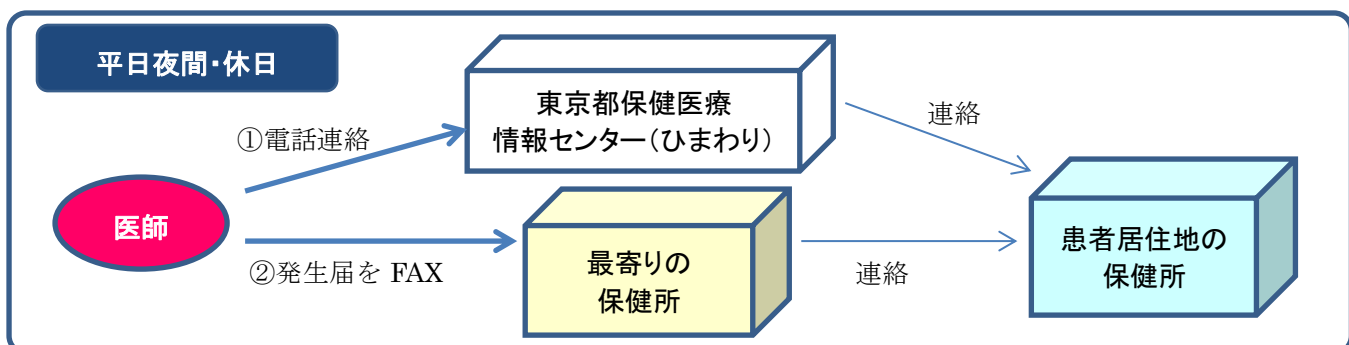 平日夜間・休日
①電話連絡
東京都保健医療
情報センター（ひまわり）
連絡
医師
②発生届を FAX
最寄りの
保健所
連絡
患者居住地の
保健所